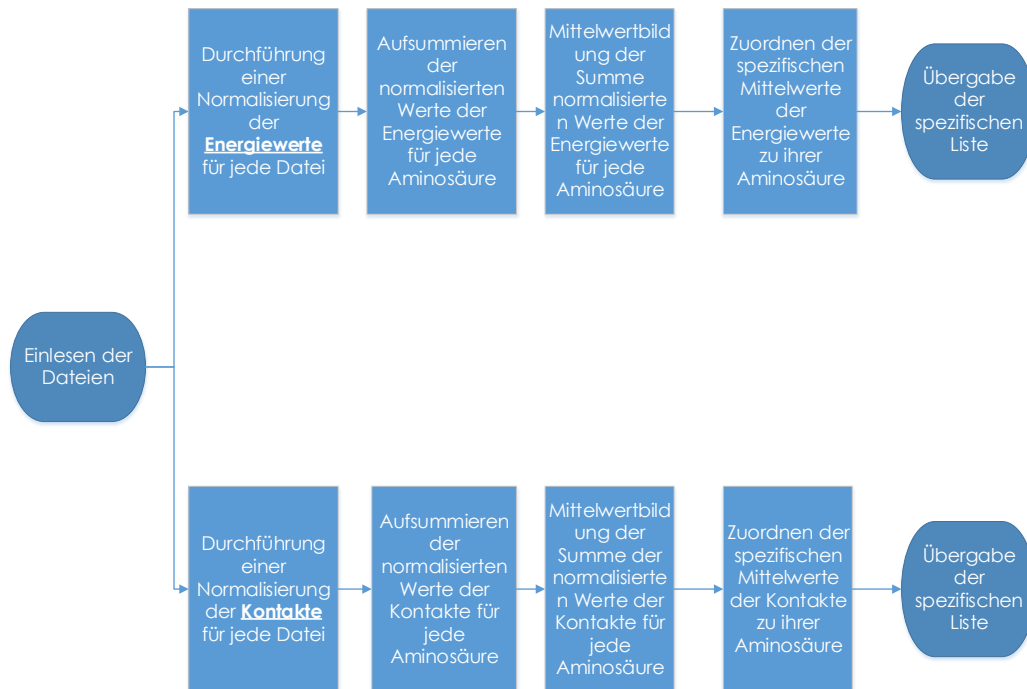 Durchführung
einer
Normalisierung
der
Energiewerte
für jede Datei
Aufsummieren
der
normalisierten
Werte der
Energiewerte
für jede
Aminosäure
Mittelwertbild
ung der
Summe
normalisierte
n Werte der
Energiewerte
für jede
Aminosäure
Zuordnen der
spezifischen
Mittelwerte
der
Energiewerte
zu ihrer
Aminosäure
Übergabe
der
spezifischen
Liste
Einlesen der
Dateien
Durchführung
einer
Normalisierung
der Kontakte
für jede Datei
Aufsummieren
der
normalisierten
Werte der
Kontakte für
jede
Aminosäure
Mittelwertbild
ung der
Summe der
normalisierte
n Werte der
Kontakte für
jede
Aminosäure
Zuordnen der
spezifischen
Mittelwerte
der Kontakte
zu ihrer
Aminosäure
Übergabe
der
spezifischen
Liste